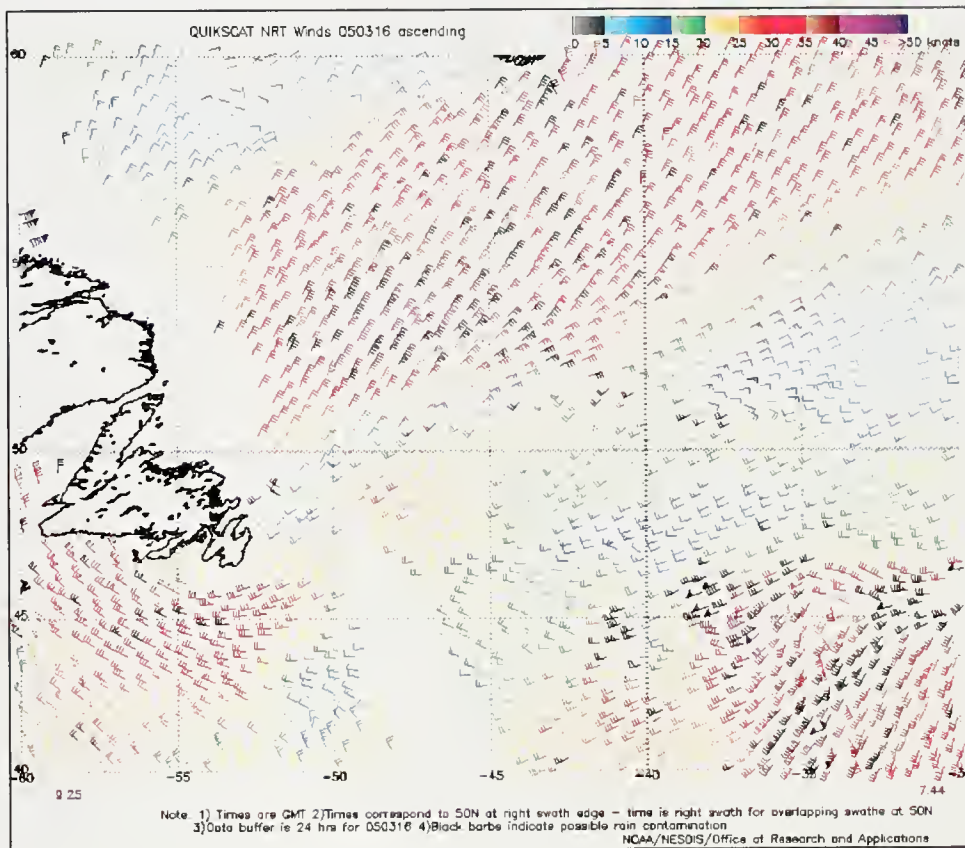 QUIKSCAT NRT Winds 050316 ascending
0 5 10 15 20 25 30 35 40 45 >50 knots
60
50
45
40
-60 -55 -50 -45 -35
9 25 7.44
Note: 1) Times are GMT 2)Times correspond to 50N at right swath edge - time is right swath for overlapping swaths at 50N
3)Data buffer is 24 hrs for 050316 4)Black barbs indicate possible rain contamination
NOAA/NESDIS/Office of Research and Applications